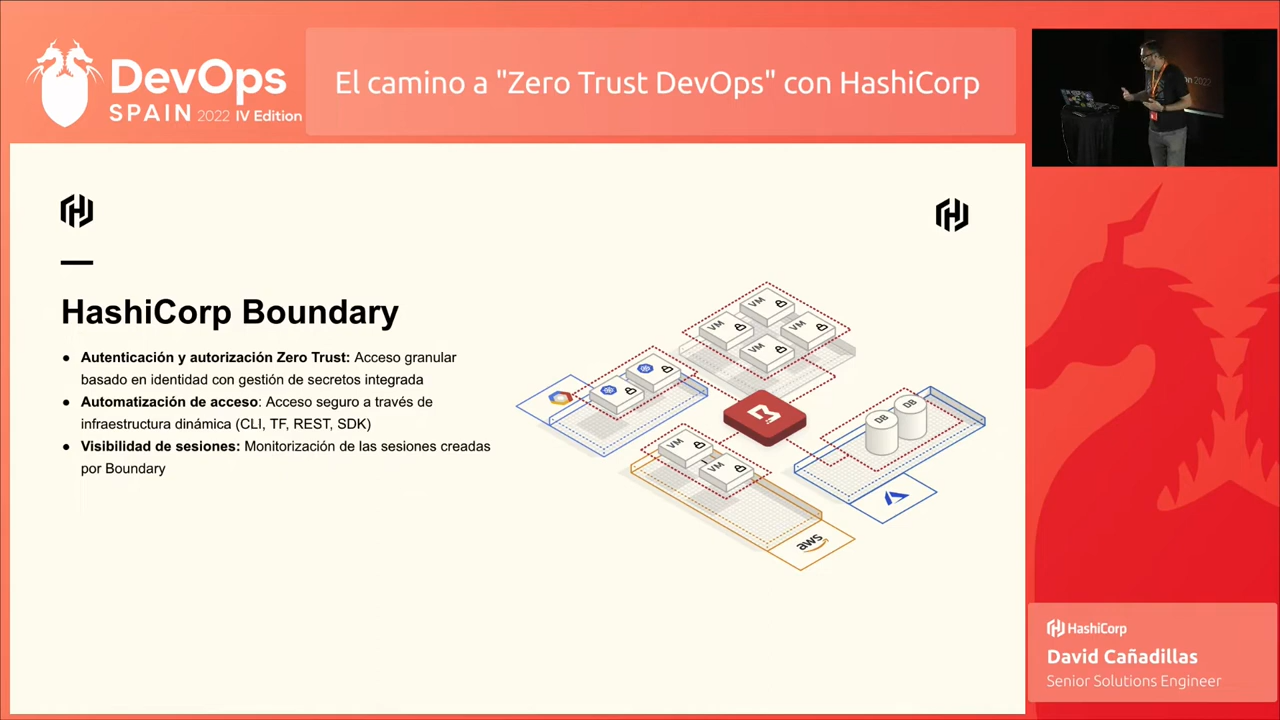 DevOps
SPAIN 2022 IV Edition
El camino a "Zero Trust DevOps" con HashiCorp
HashiCorp Boundary
● Autenticación y autorización Zero Trust: Acceso granular
basado en identidad con gestión de secretos integrada
● Automatización de acceso: Acceso seguro a través de
infraestructura dinámica (CLI, TF, REST, SDK)
● Visibilidad de sesiones: Monitorización de las sesiones creadas
por Boundary
VM
VM
VM
VM
DB
DB
VM
VM
aws
HashiCorp
David Cañadillas
Senior Solutions Engineer